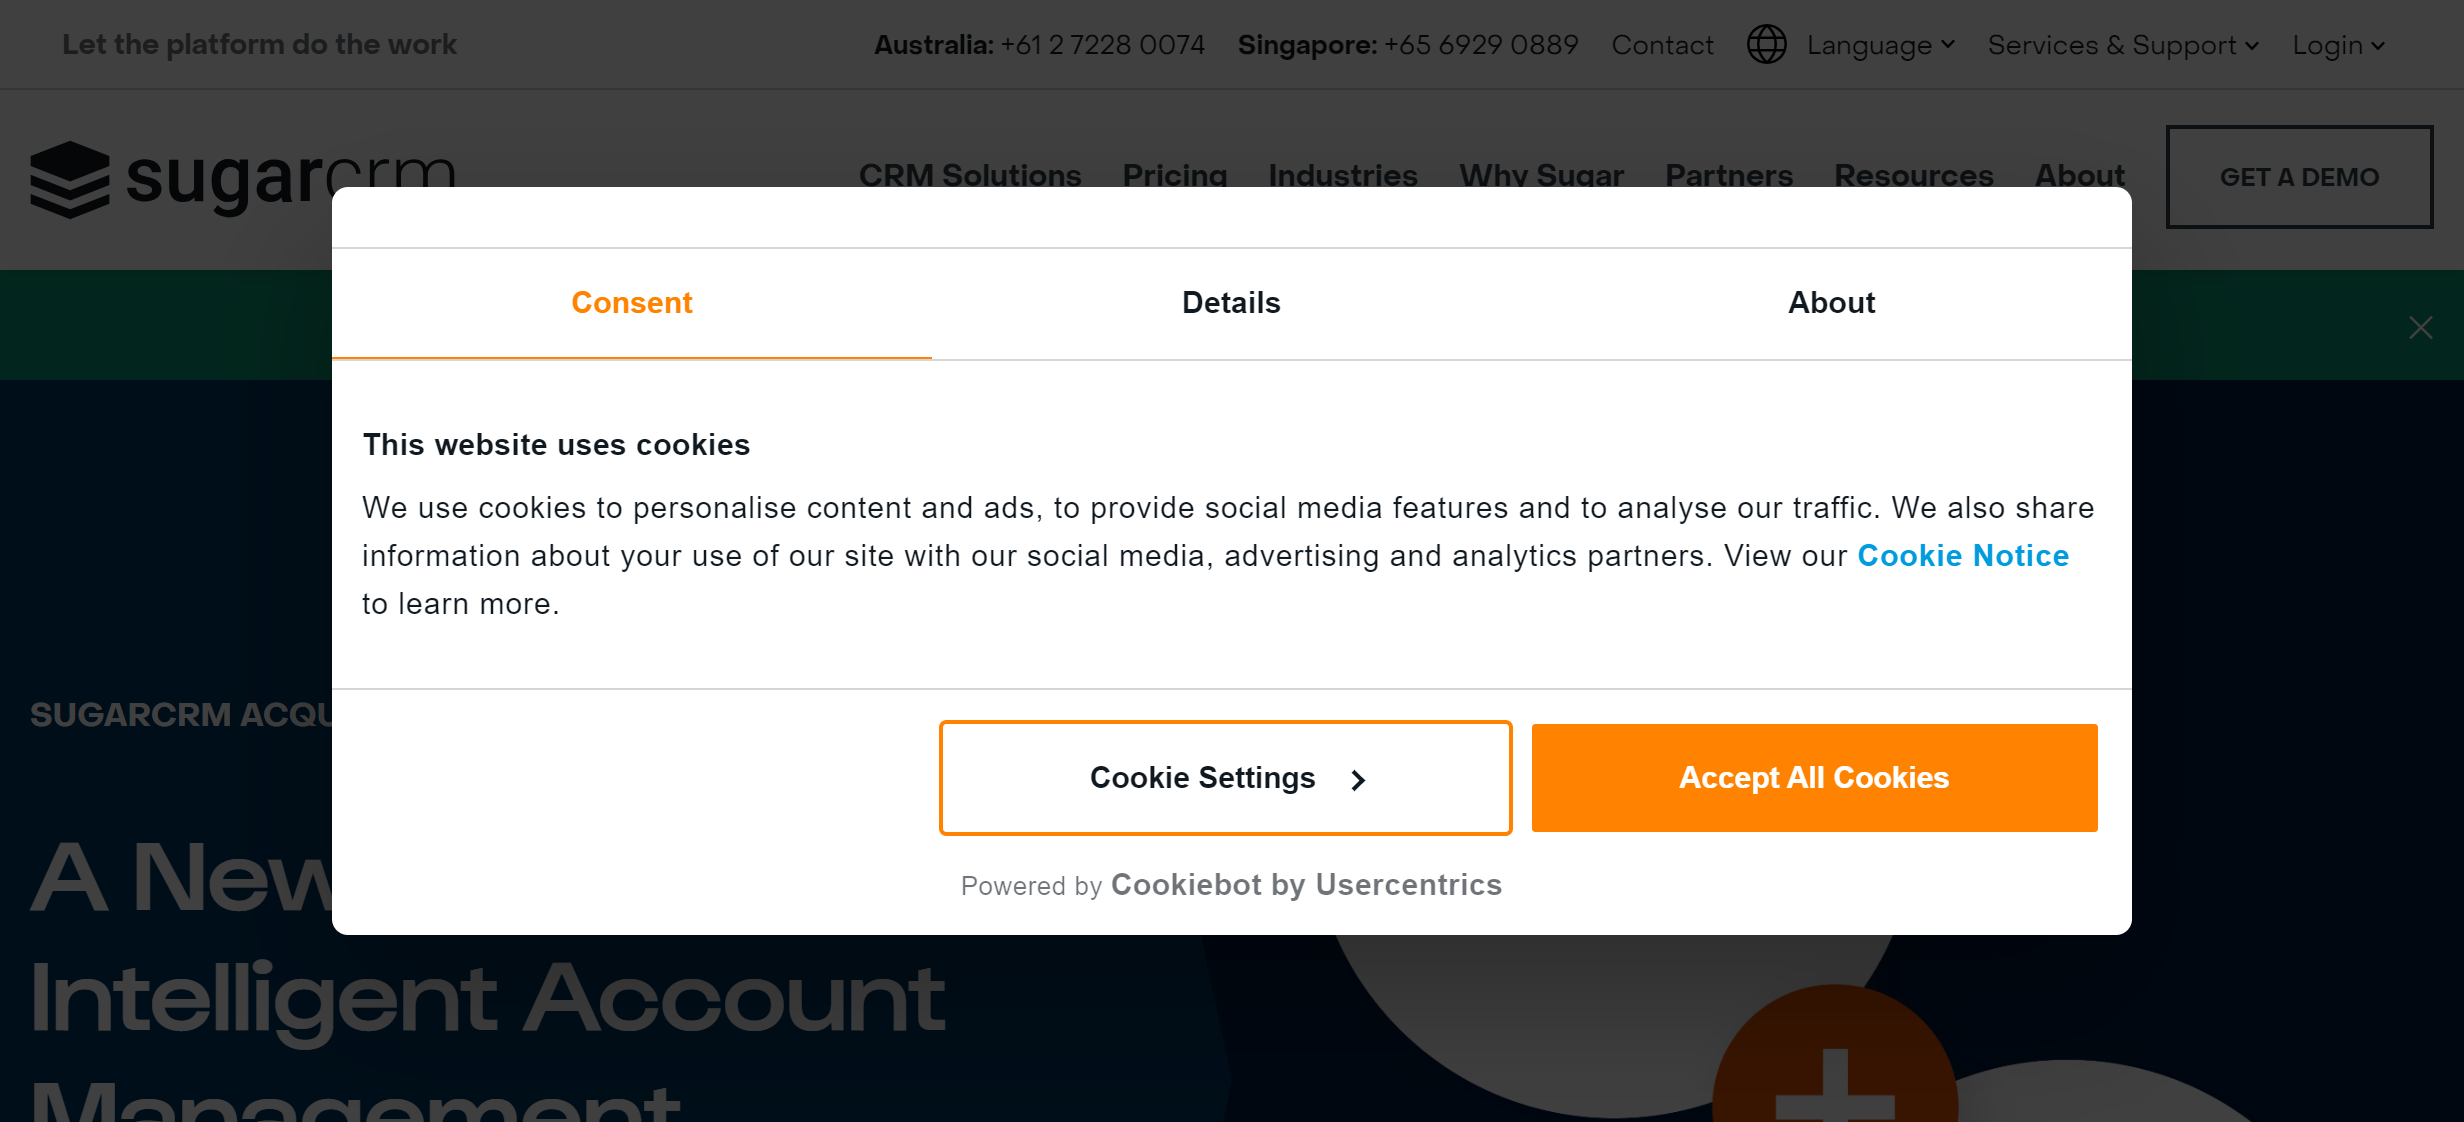 Let the platform do the work
Australia: +61 2 7228 0074 Singapore: +65 6929 0889 Contact Language Services & Support Login
sugarcrm
CRM Solutions Pricing Industries Why Sugar Partners Resources About GET A DEMO
Consent Details About
This website uses cookies
We use cookies to personalise content and ads, to provide social media features and to analyse our traffic. We also share
information about your use of our site with our social media, advertising and analytics partners. View our Cookie Notice
to learn more.
SUGARCRM
Cookie Settings Accept All Cookies
Powered by Cookiebot by Usercentrics
A New
Intelligent Account
Management